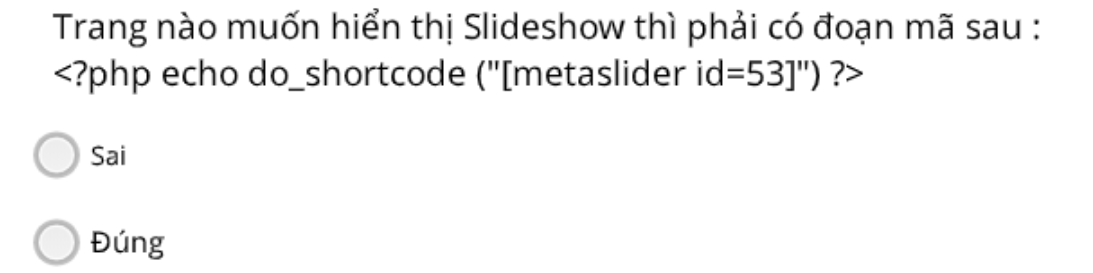 Trang nào muốn hiển thị Slideshow thì phải có đoạn mã sau :
<?php echo do_shortcode ("[metaslider id=53]") ?>
Sai
Đúng